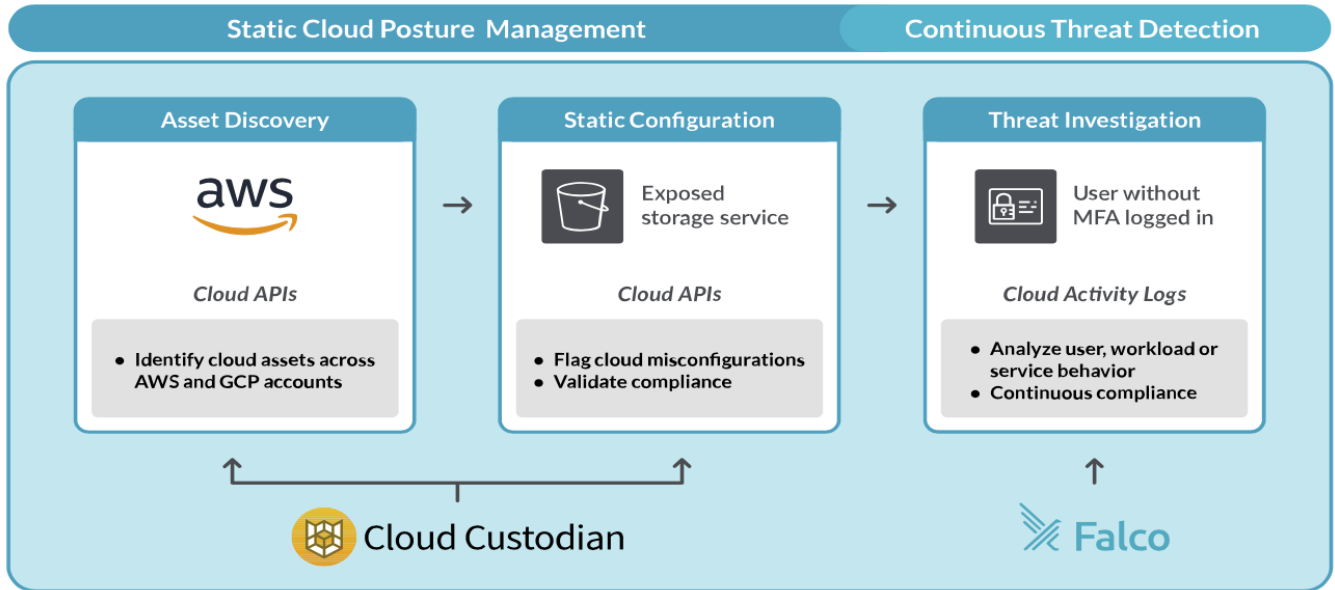 Static Cloud Posture Management
Continuous Threat Detection
Asset Discovery
aws
Cloud APIs
• Identify cloud assets across
AWS and GCP accounts
Static Configuration
Exposed
storage service
Cloud APIs
• Flag cloud misconfigurations
• Validate compliance
Threat Investigation
User without
MFA logged in
Cloud Activity Logs
• Analyze user, workload or
service behavior
• Continuous compliance
Cloud Custodian
Falco